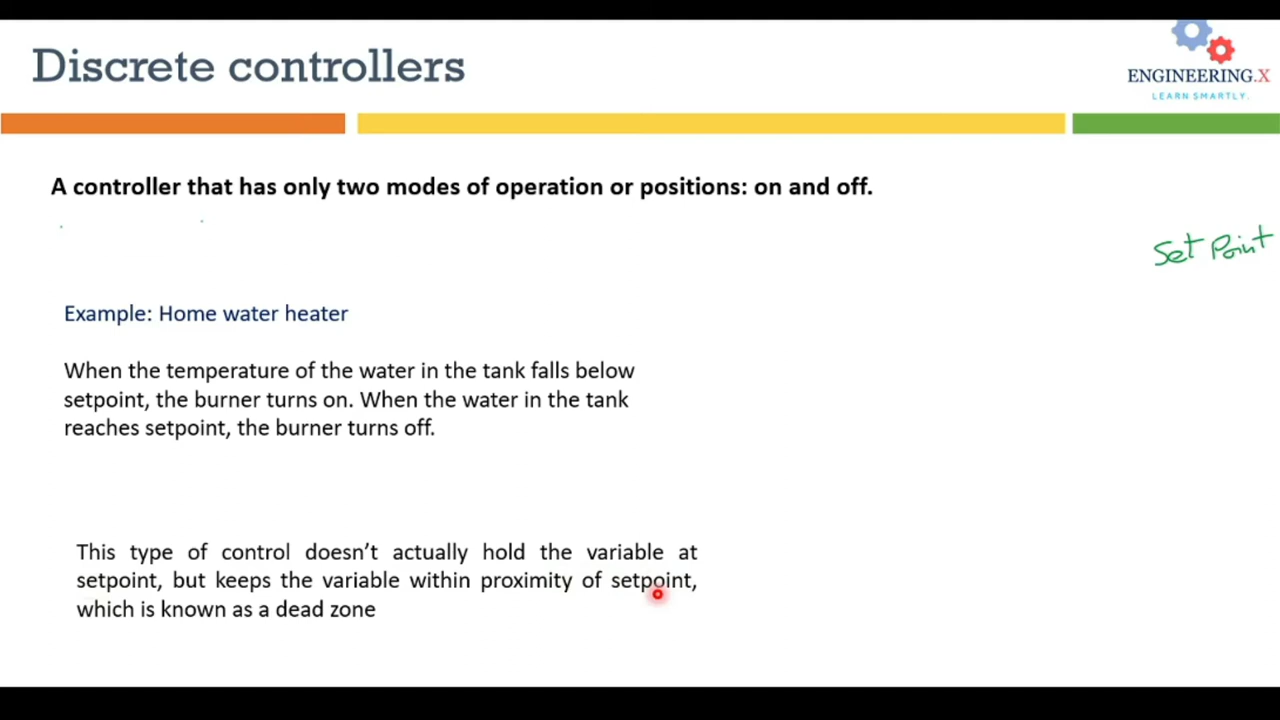 Discrete controllers
ENGINEERING.X
LEARN SMARTLY.
A controller that has only two modes of operation or positions: on and off.
Set Point
Example: Home water heater
When the temperature of the water in the tank falls below
setpoint, the burner turns on. When the water in the tank
reaches setpoint, the burner turns off.
This type of control doesn’t actually hold the variable at
setpoint, but keeps the variable within proximity of setpoint,
which is known as a dead zone